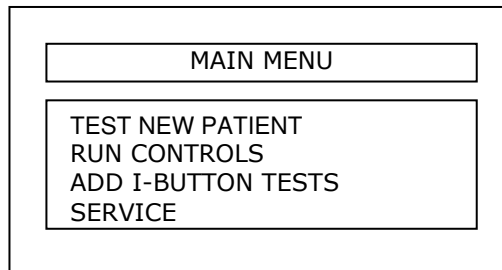 MAIN MENU
TEST NEW PATIENT
RUN CONTROLS
ADD I-BUTTON TESTS
SERVICE